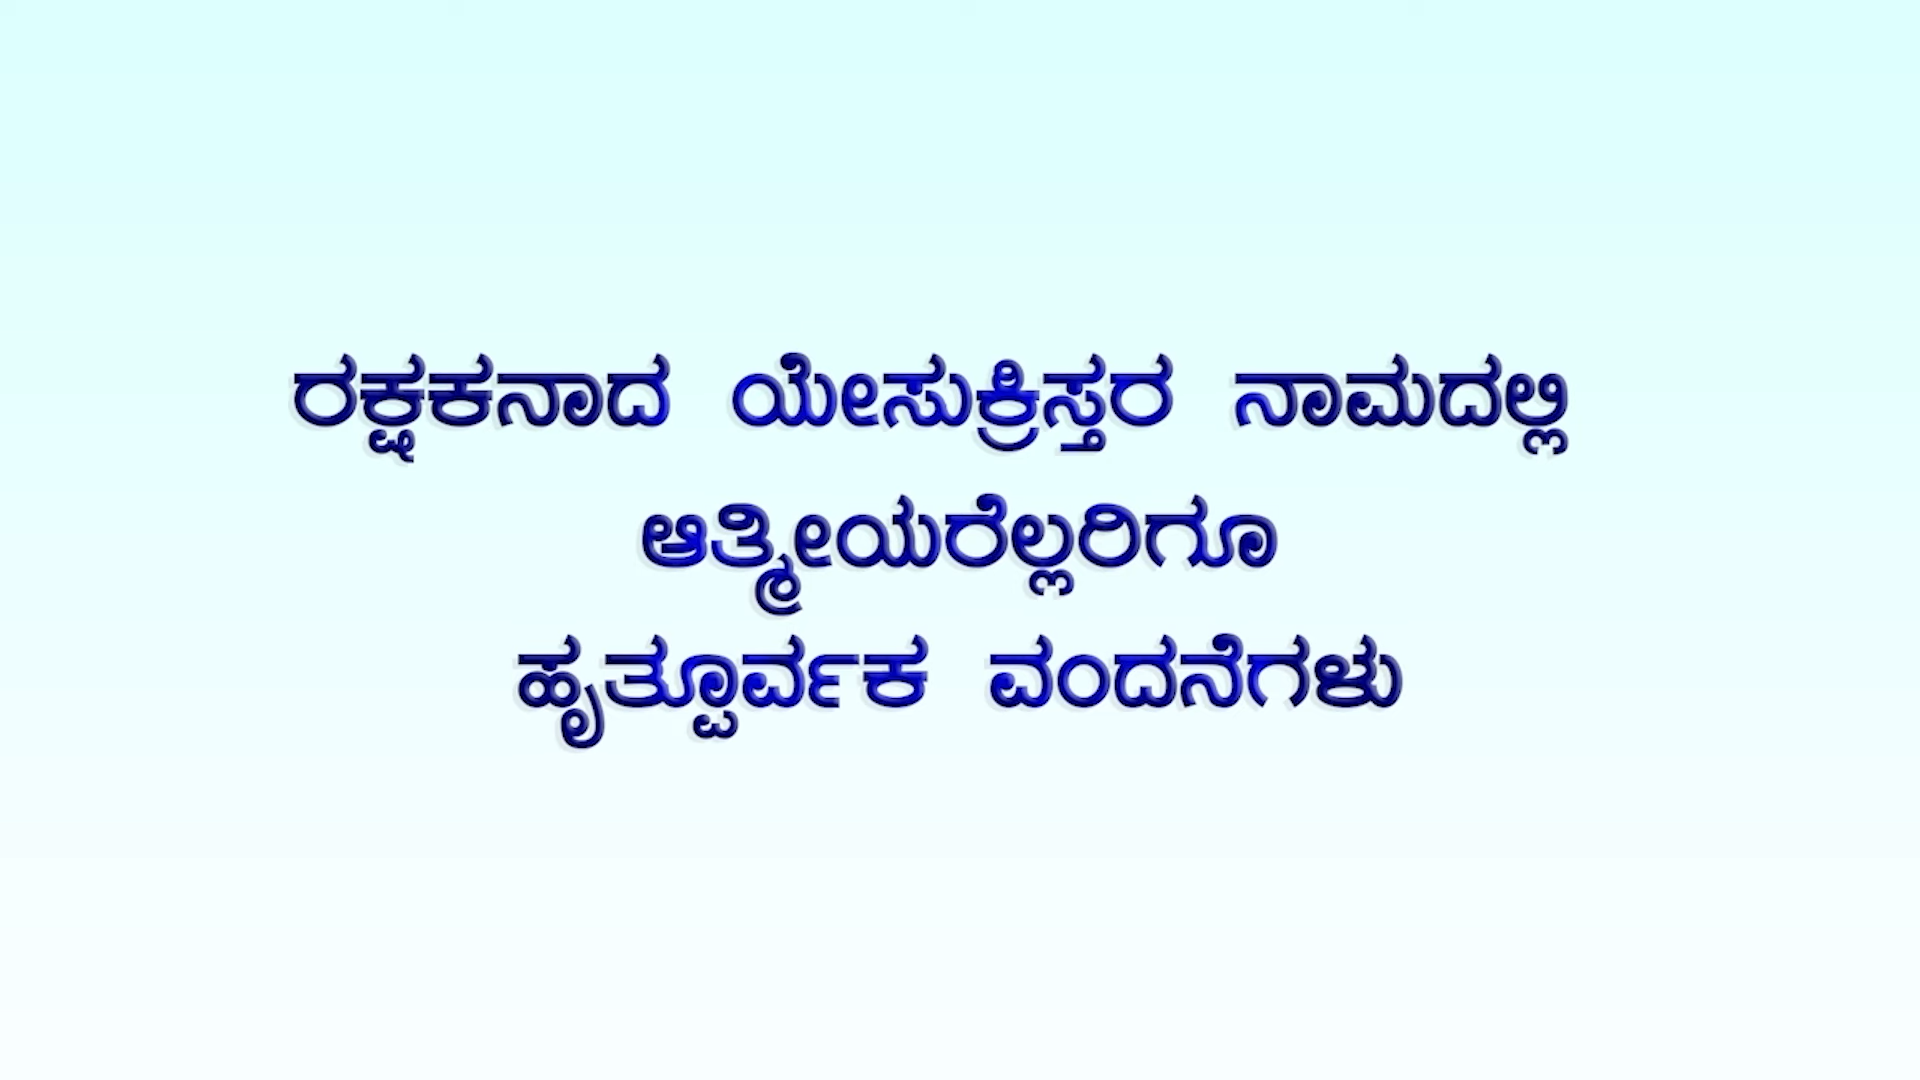 ರಕ್ಷಕನಾದ ಯೇಸುಕ್ರಿಸ್ತರ ನಾಮದಲ್ಲಿ
ಆತ್ಮೀಯರೆಲ್ಲರಿಗೂ
ಹೃತ್ಪೂರ್ವಕ ವಂದನೆಗಳು